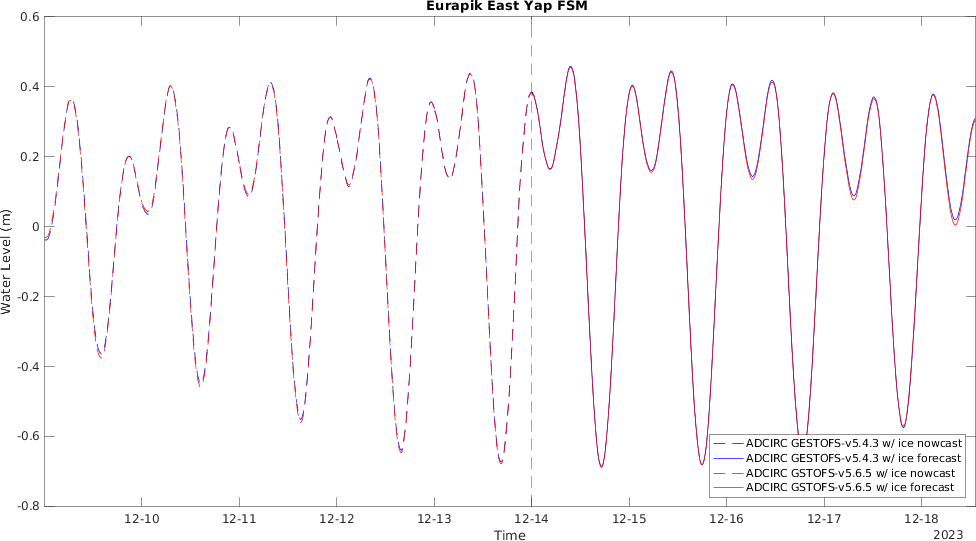 Eurapik East Yap FSM
0.6
0.4
0.2
0
-0.2
-0.4
-0.6
-0.8
Water Level (m)
ADCIRC GESTOFS-v5.4.3 w/ ice nowcast
ADCIRC GESTOFS-v5.4.3 w/ ice forecast
ADCIRC GSTOFS-v5.6.5 w/ ice nowcast
ADCIRC GSTOFS-v5.6.5 w/ ice forecast
12-10 12-11 12-12 12-13 12-14 12-15 12-16 12-17 12-18
Time
2023